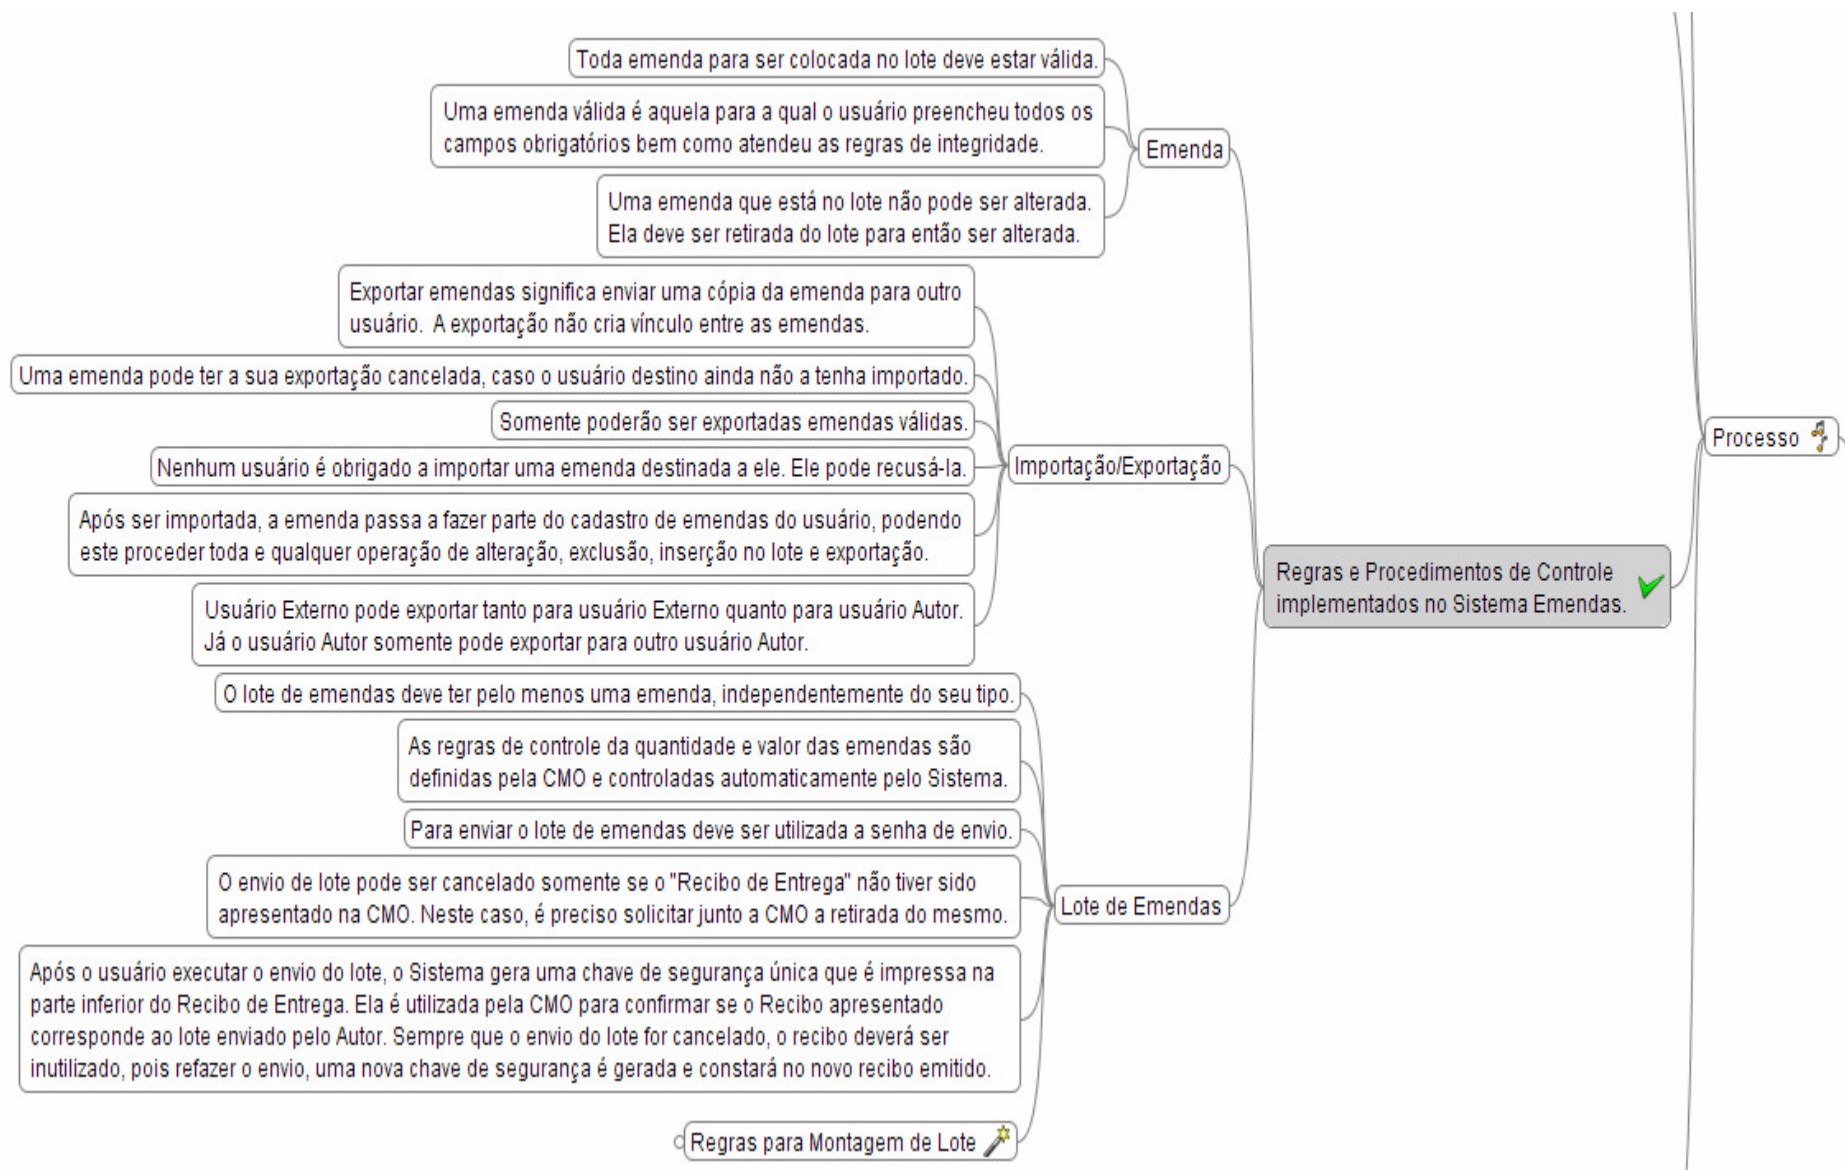 Toda emenda para ser colocada no lote deve estar válida.
Uma emenda válida é aquela para a qual o usuário preencheu todos os
campos obrigatórios bem como atendeu as regras de integridade.
Emenda
Uma emenda que está no lote não pode ser alterada.
Ela deve ser retirada do lote para então ser alterada.
Exportar emendas significa enviar uma cópia da emenda para outro
usuário.  A exportação não cria vínculo entre as emendas.
Uma emenda pode ter a sua exportação cancelada, caso o usuário destino ainda não a tenha importado.
Somente poderão ser exportadas emendas válidas.
Nenhum usuário é obrigado a importar uma emenda destinada a ele. Ele pode recusá-la.
Importação/Exportação
Após ser importada, a emenda passa a fazer parte do cadastro de emendas do usuário, podendo
este proceder toda e qualquer operação de alteração, exclusão, inserção no lote e exportação.
Usuário Externo pode exportar tanto para usuário Externo quanto para usuário Autor.
Já o usuário Autor somente pode exportar para outro usuário Autor.
Processo
Regras e Procedimentos de Controle
implementados no Sistema Emendas.
O lote de emendas deve ter pelo menos uma emenda, independentemente do seu tipo.
As regras de controle da quantidade e valor das emendas são
definidas pela CMO e controladas automaticamente pelo Sistema.
Para enviar o lote de emendas deve ser utilizada a senha de envio.
O envio de lote pode ser cancelado somente se o "Recibo de Entrega" não tiver sido
apresentado na CMO. Neste caso, é preciso solicitar junto a CMO a retirada do mesmo.
Lote de Emendas
Após o usuário executar o envio do lote, o Sistema gera uma chave de segurança única que é impressa na
parte inferior do Recibo de Entrega. Ela é utilizada pela CMO para confirmar se o Recibo apresentado
corresponde ao lote enviado pelo Autor. Sempre que o envio do lote for cancelado, o recibo deverá ser
inutilizado, pois refazer o envio, uma nova chave de segurança é gerada e constará no novo recibo emitido.
Regras para Montagem de Lote